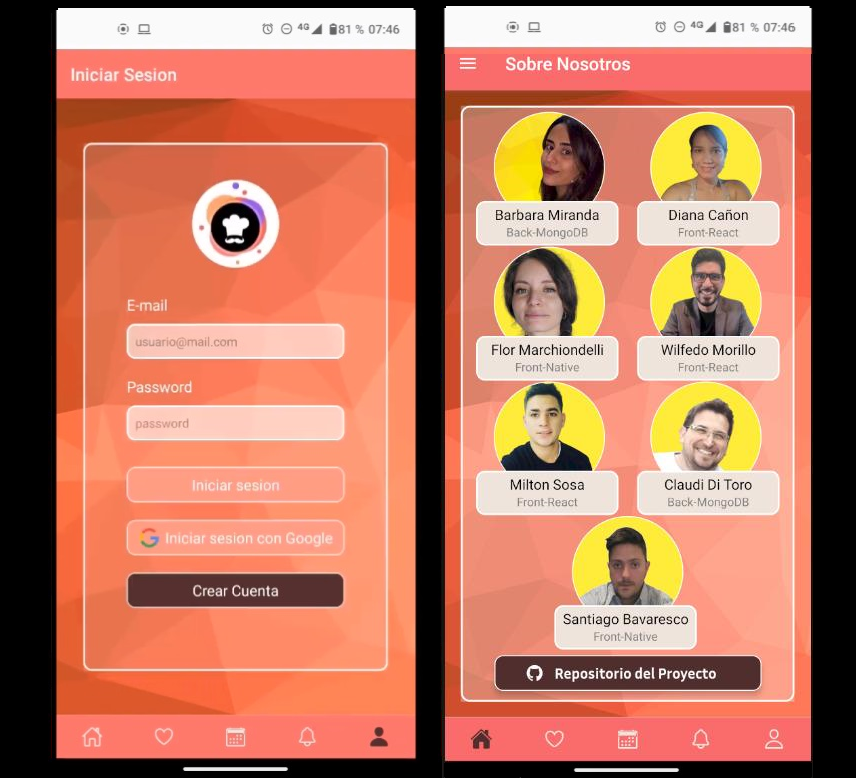 4G 81 % 07:46
Iniciar Sesion
E-mail
usuario@mail.com
Password
password
Iniciar sesion
Iniciar sesion con Google
Crear Cuenta
4G 81 % 07:46
Sobre Nosotros
Barbara Miranda
Back-MongoDB
Diana Cañon
Front-React
Flor Marchiondelli
Front-Native
Wilfedo Morillo
Front-React
Milton Sosa
Front-React
Claudi Di Toro
Back-MongoDB
Santiago Bavaresco
Front-Native
Repositorio del Proyecto